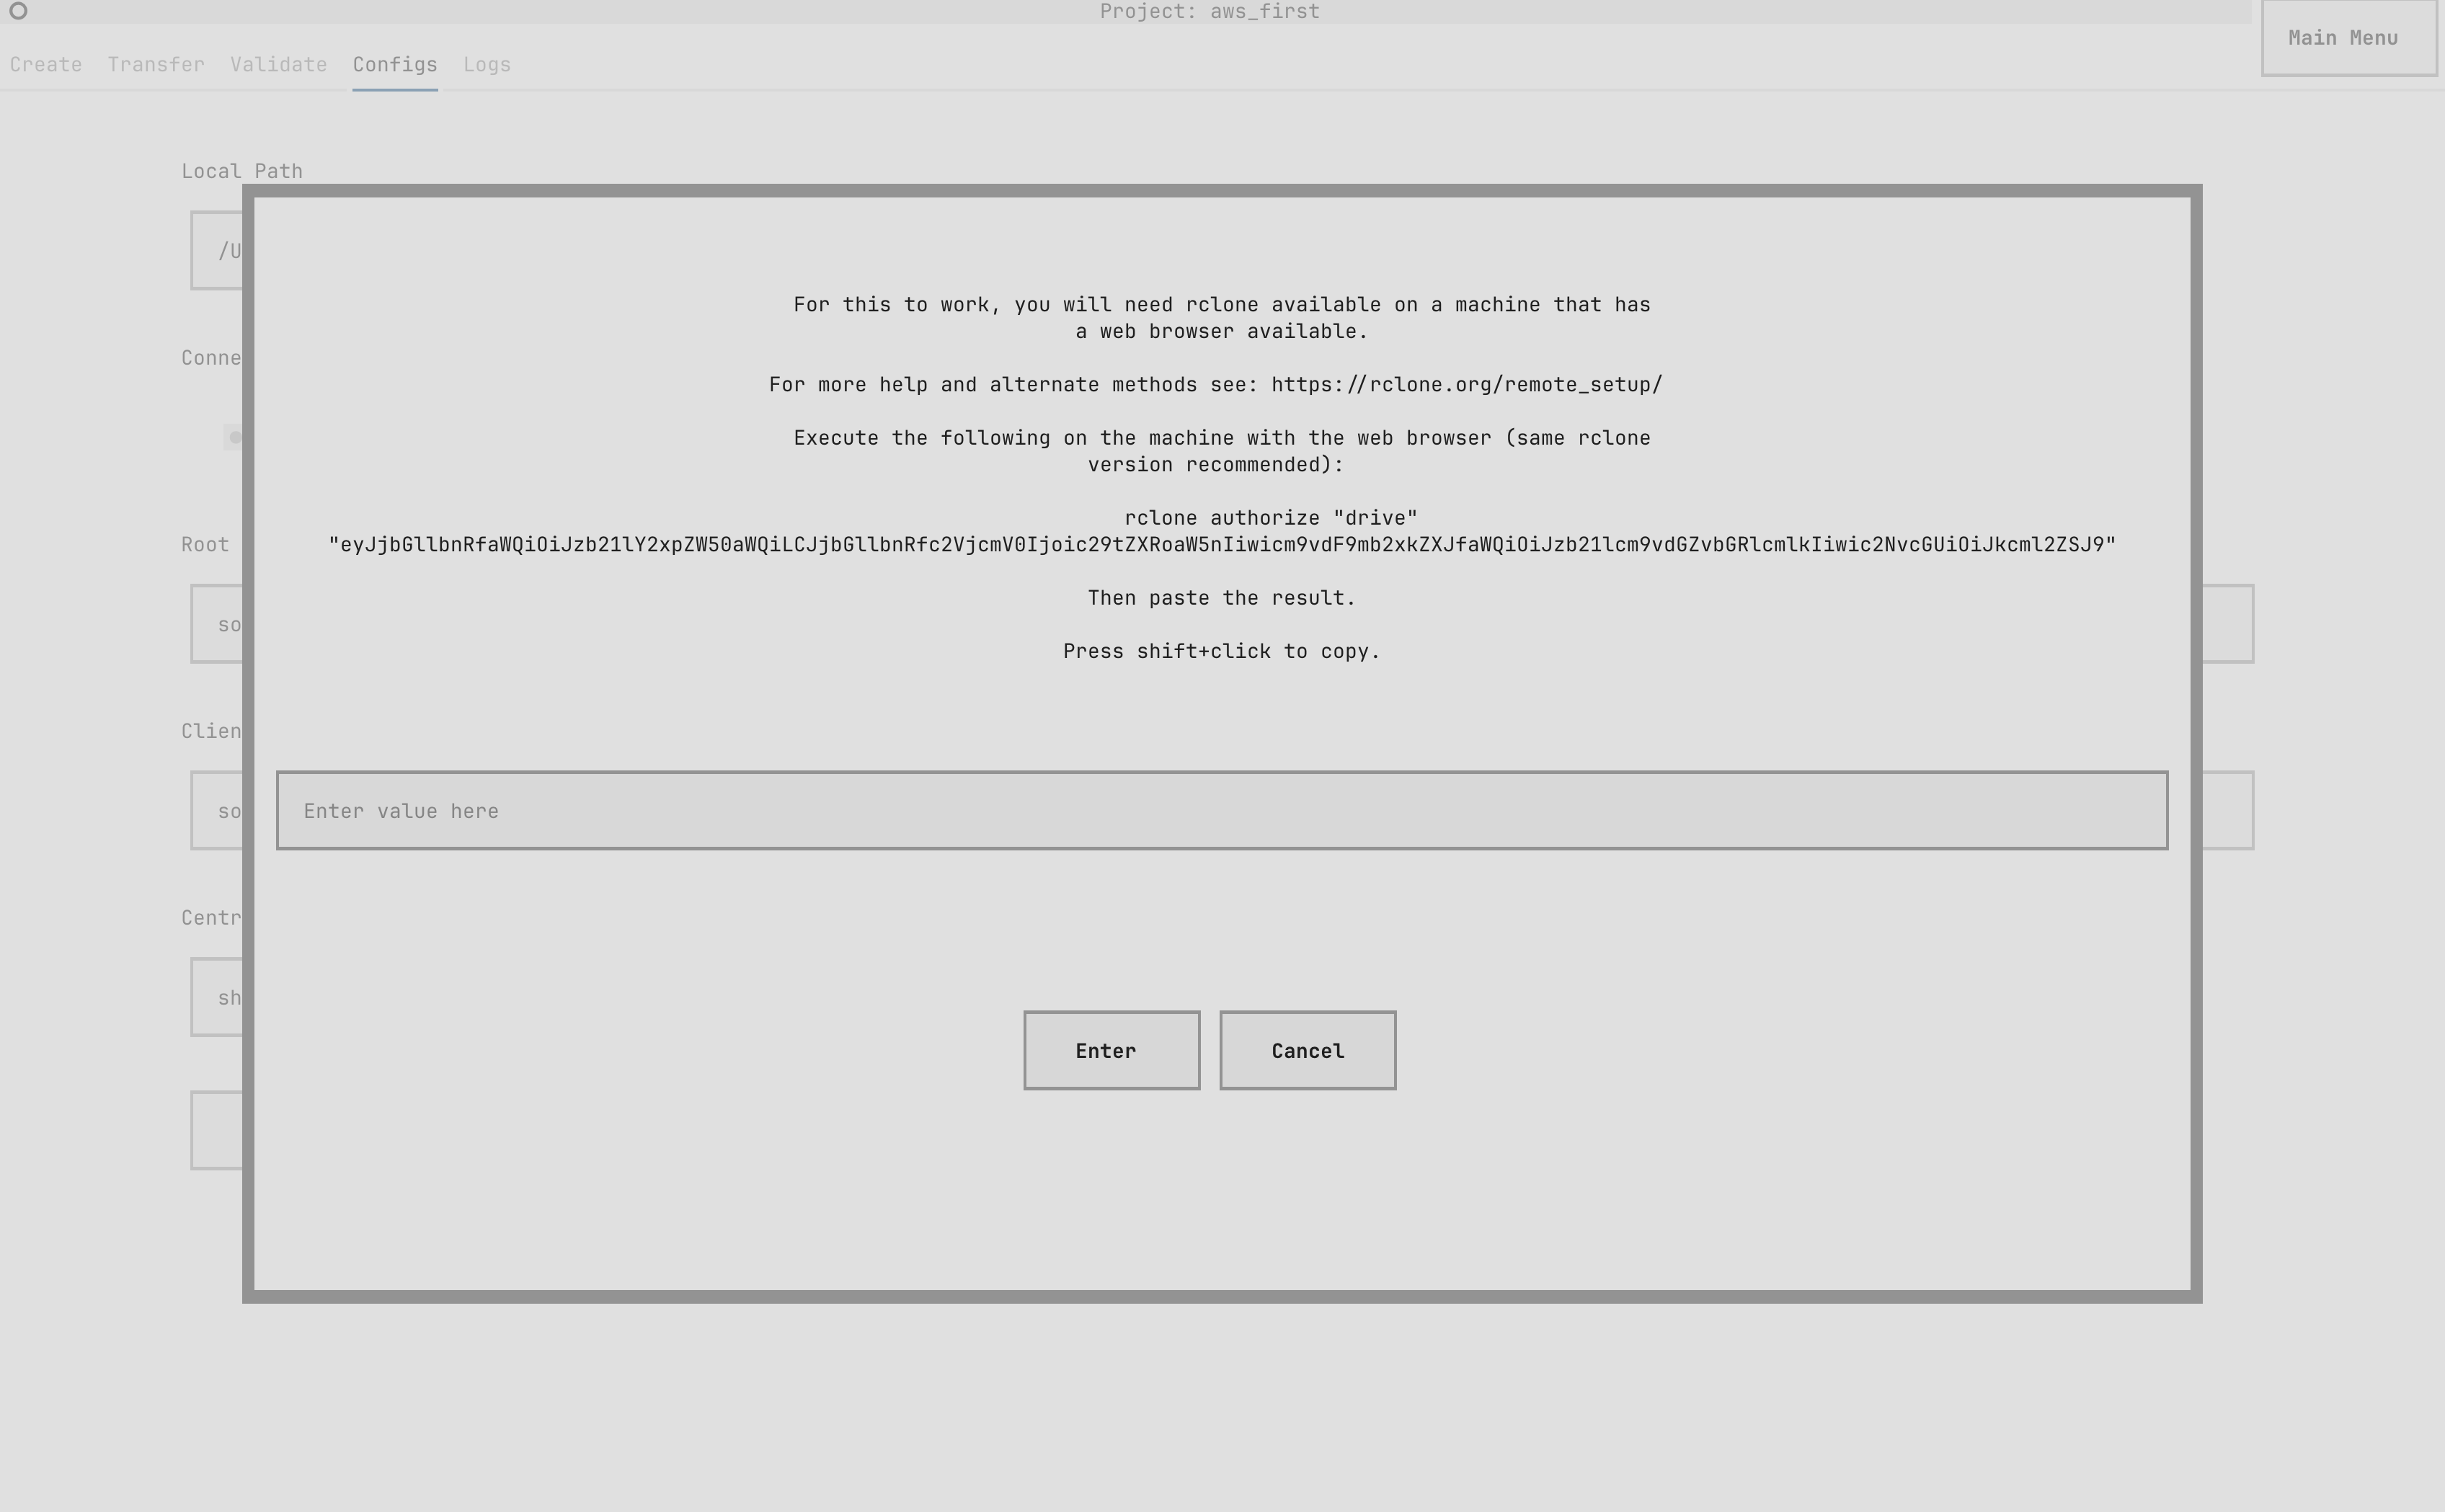 Project: aws_first
Main Menu
Create Transfer Validate Configs Logs
Local Path
/U
Conne
Root
so
Clien
so
Centr
sh
For this to work, you will need rclone available on a machine that has
a web browser available.
For more help and alternate methods see: https://rclone.org/remote_setup/
Execute the following on the machine with the web browser (same rclone
version recommended):
rclone authorize "drive"
"eyJjbGllbnRfaWQiOiJzb21lY2xpZW50aWQiLCJjbGllbnRfc2VjcmV0Ijoic29tZXRoaW5nIiwicm9vdF9mb2xkZXJfaWQiOiJzb21lcm9vdGZvbGRlcmlkIiwic2NvcGUiOiJkcml2ZSJ9"
Then paste the result.
Press shift+click to copy.
Enter value here
Enter
Cancel